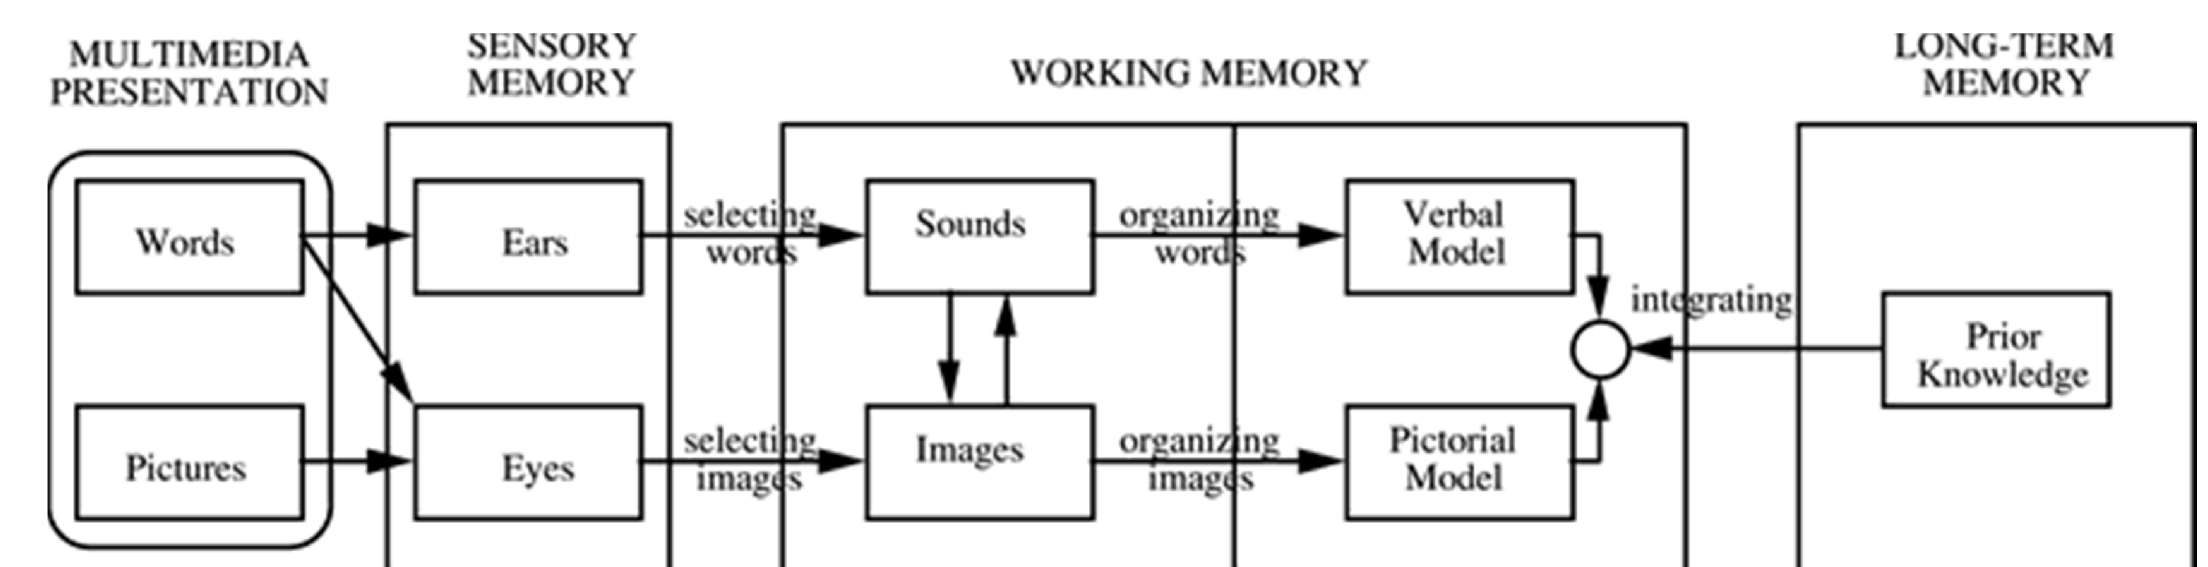 MULTIMEDIA
PRESENTATION
SENSORY
MEMORY
WORKING MEMORY
LONG-TERM
MEMORY
Words
Ears
selecting
words
Sounds
organizing
words
Verbal
Model
integrating
Prior
Knowledge
Pictures
Eyes
selecting
images
Images
organizing
images
Pictorial
Model